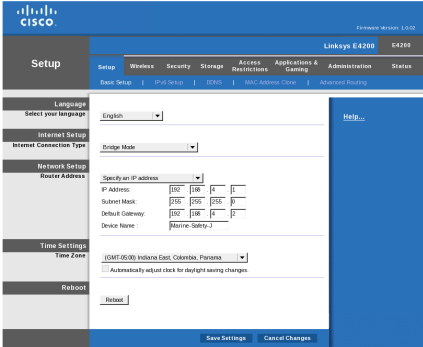 CISCO
Firmware Version: 1.0.02
Linksys E4200
E4200
Setup
Setup
Wireless
Security
Storage
Access Restrictions
Applications & Gaming
Administration
Status
Basic Setup | IPv6 Setup | DDNS | MAC Address Clone | Advanced Routing
Language
Select your language
English
Help...
Internet Setup
Internet Connection Type
Bridge Mode
Network Setup
Router Address
Specify an IP address
IP Address: 192 . 168 . 4 . 1
Subnet Mask: 255 . 255 . 255 . 0
Default Gateway: 192 . 168 . 4 . 2
Device Name : Marine-Safety-J
Time Settings
Time Zone
(GMT-05:00) Indiana East, Colombia, Panama
Automatically adjust clock for daylight saving changes.
Reboot
Reboot
Save Settings
Cancel Changes